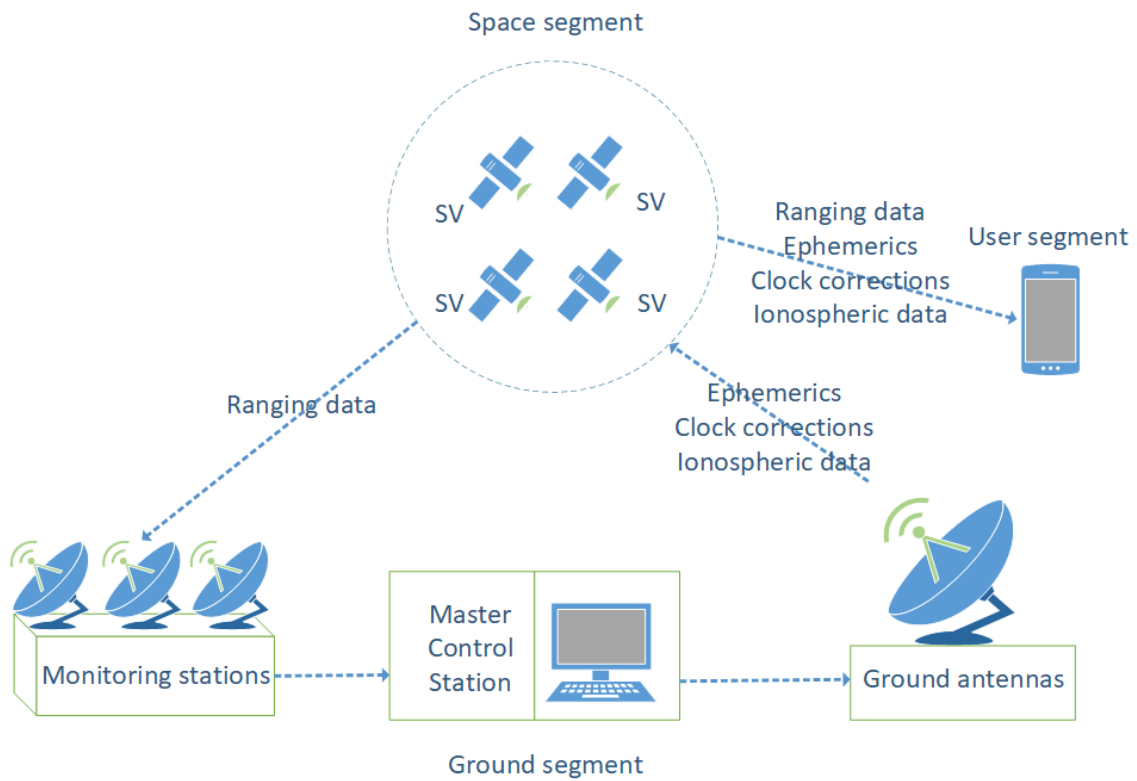 Space segment
SV
SV
SV
SV
Ranging data
Ephemerics
Clock corrections
Ionospheric data
User segment
Ranging data
Ephemerics
Clock corrections
Ionospheric data
Monitoring stations
Master
Control
Station
Ground antennas
Ground segment